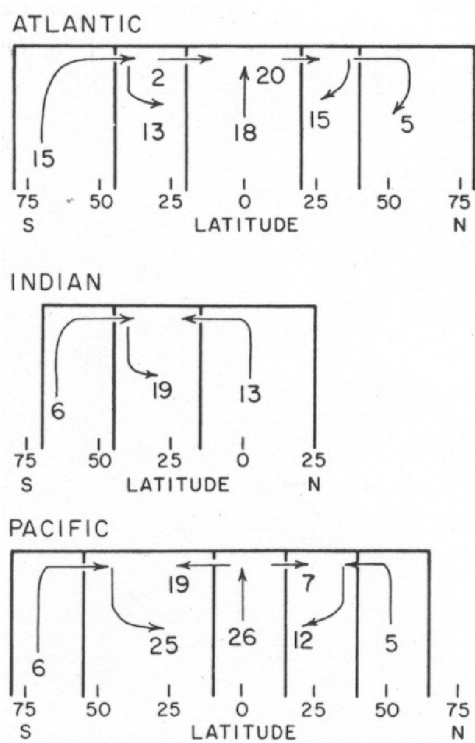 ATLANTIC
2 20
15 13 18 15 5
75 50 25 0 25 50 75
S LATITUDE N
INDIAN
6 19 13
75 50 25 0 25
S LATITUDE N
PACIFIC
19 7
6 25 26 12 5
75 50 25 0 25 50 75
S LATITUDE N